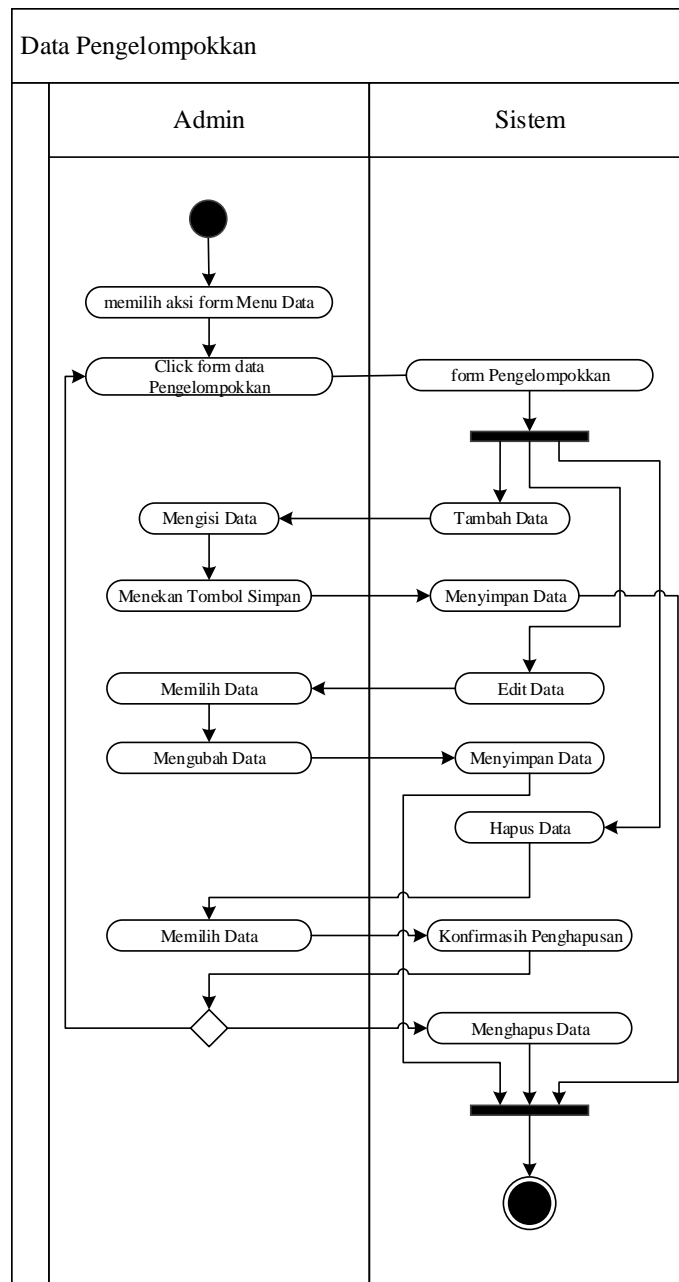 Data Pengelompokkan
Admin
Sistem
memilih aksi form Menu Data
Click form data
Pengelompokkan
form Pengelompokkan
Mengisi Data
Tambah Data
Menekan Tombol Simpan
Menyimpan Data
Memilih Data
Edit Data
Mengubah Data
Menyimpan Data
Hapus Data
Memilih Data
Konfirmasih Penghapusan
Menghapus Data